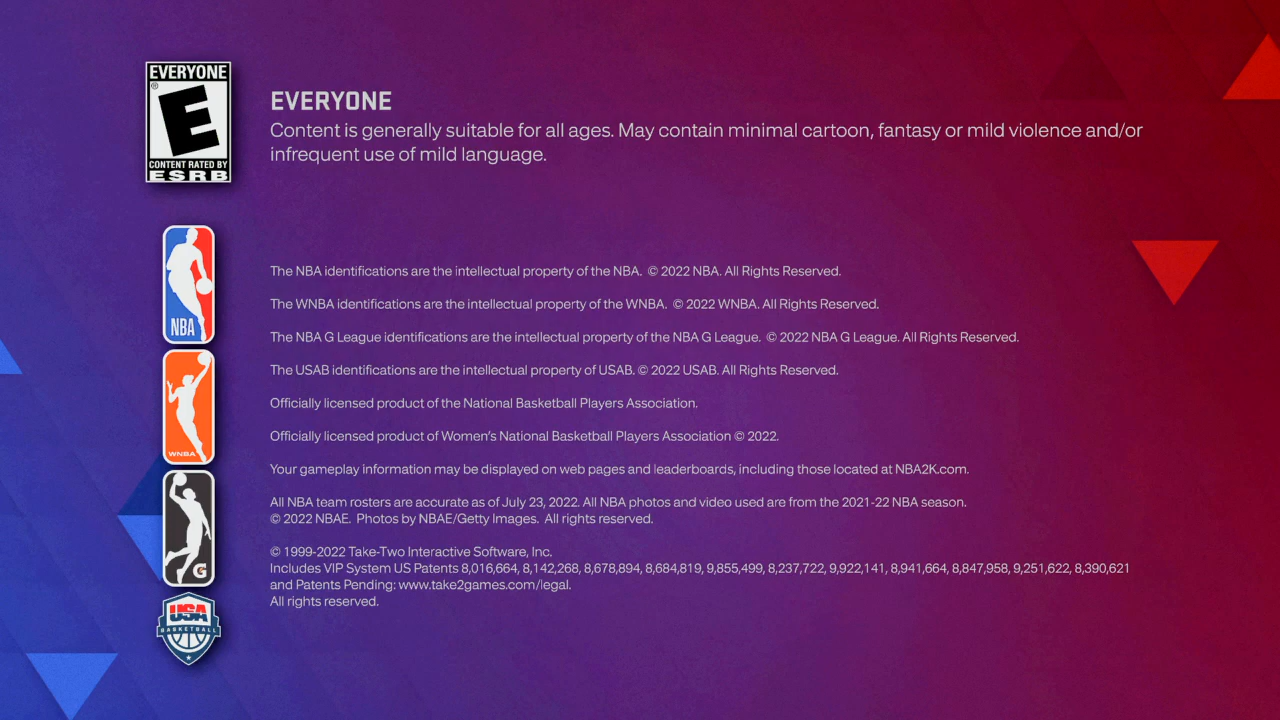 EVERYONE
E
®
CONTENT RATED BY
ESRB
EVERYONE
Content is generally suitable for all ages. May contain minimal cartoon, fantasy or mild violence and/or
infrequent use of mild language.
NBA
WNBA
G
USA
BASKETBALL
The NBA identifications are the intellectual property of the NBA. © 2022 NBA. All Rights Reserved.
The WNBA identifications are the intellectual property of the WNBA. © 2022 WNBA. All Rights Reserved.
The NBA G League identifications are the intellectual property of the NBA G League. © 2022 NBA G League. All Rights Reserved.
The USAB identifications are the intellectual property of USAB. © 2022 USAB. All Rights Reserved.
Officially licensed product of the National Basketball Players Association.
Officially licensed product of Women's National Basketball Players Association © 2022.
Your gameplay information may be displayed on web pages and leaderboards, including those located at NBA2K.com.
All NBA team rosters are accurate as of July 23, 2022. All NBA photos and video used are from the 2021-22 NBA season.
© 2022 NBAE. Photos by NBAE/Getty Images. All rights reserved.
© 1999-2022 Take-Two Interactive Software, Inc.
Includes VIP System US Patents 8,016,664, 8,142,268, 8,678,894, 8,684,819, 9,855,499, 8,237,722, 9,922,141, 8,941,664, 8,847,958, 9,251,622, 8,390,621
and Patents Pending: www.take2games.com/legal.
All rights reserved.